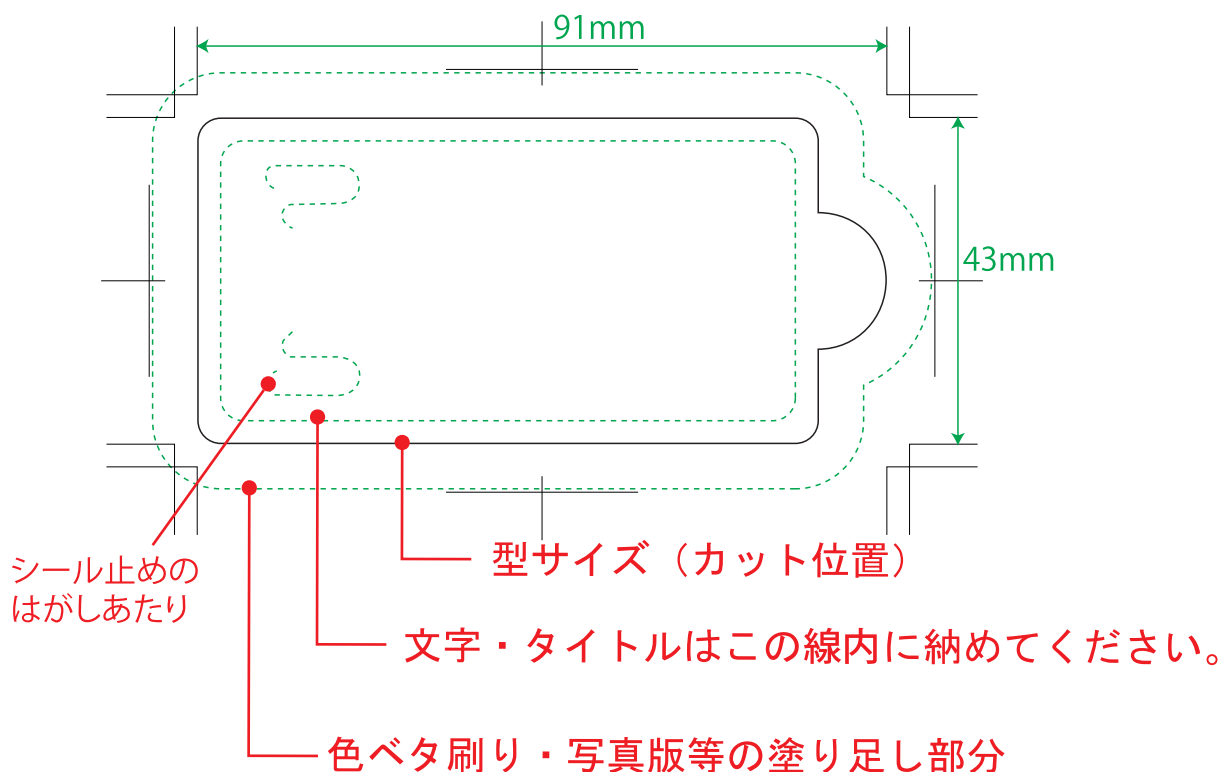 91mm
43mm
型サイズ（カット位置）
シール止めの
はがしあたり
文字・タイトルはこの線内に納めてください。
色ベタ刷り・写真版等の塗り足し部分